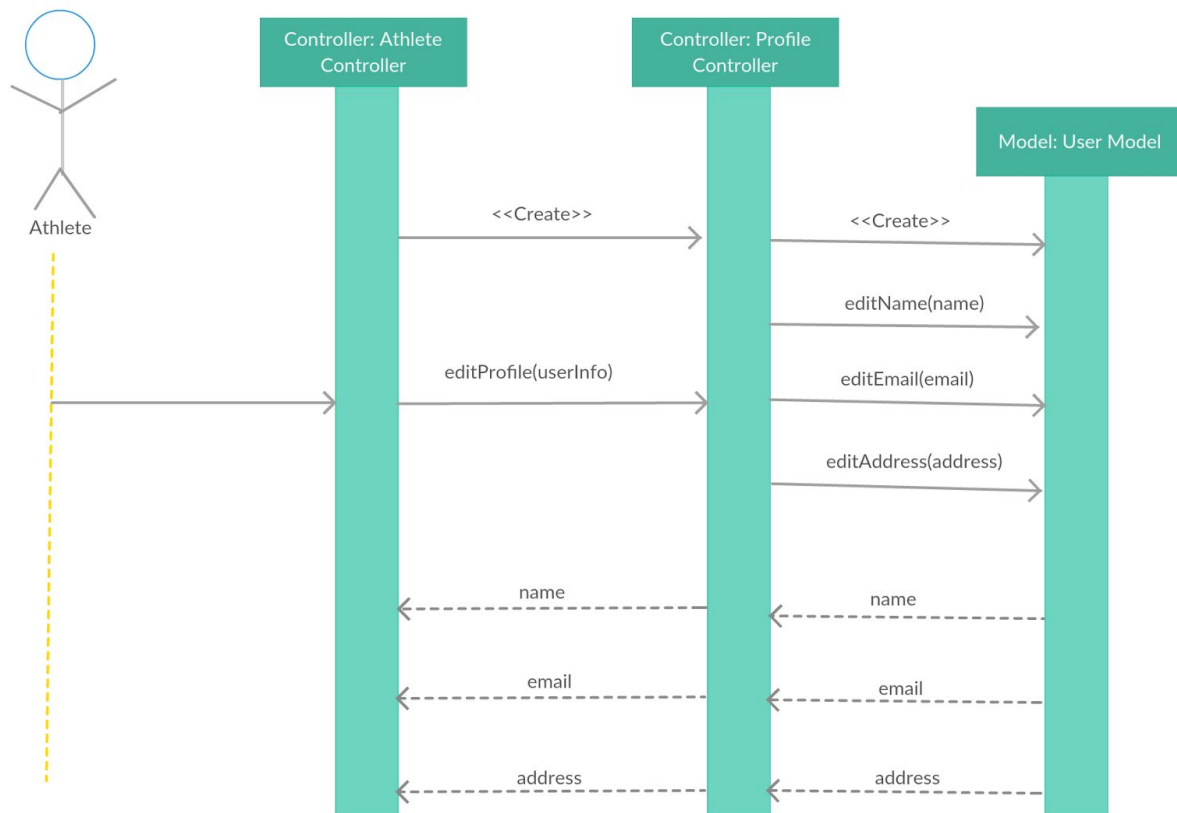 Controller: Athlete
Controller
Controller: Profile
Controller
Model: User Model
Athlete
<<Create>>
<<Create>>
editName(name)
editProfile(userInfo)
editEmail(email)
editAddress(address)
name
name
email
email
address
address